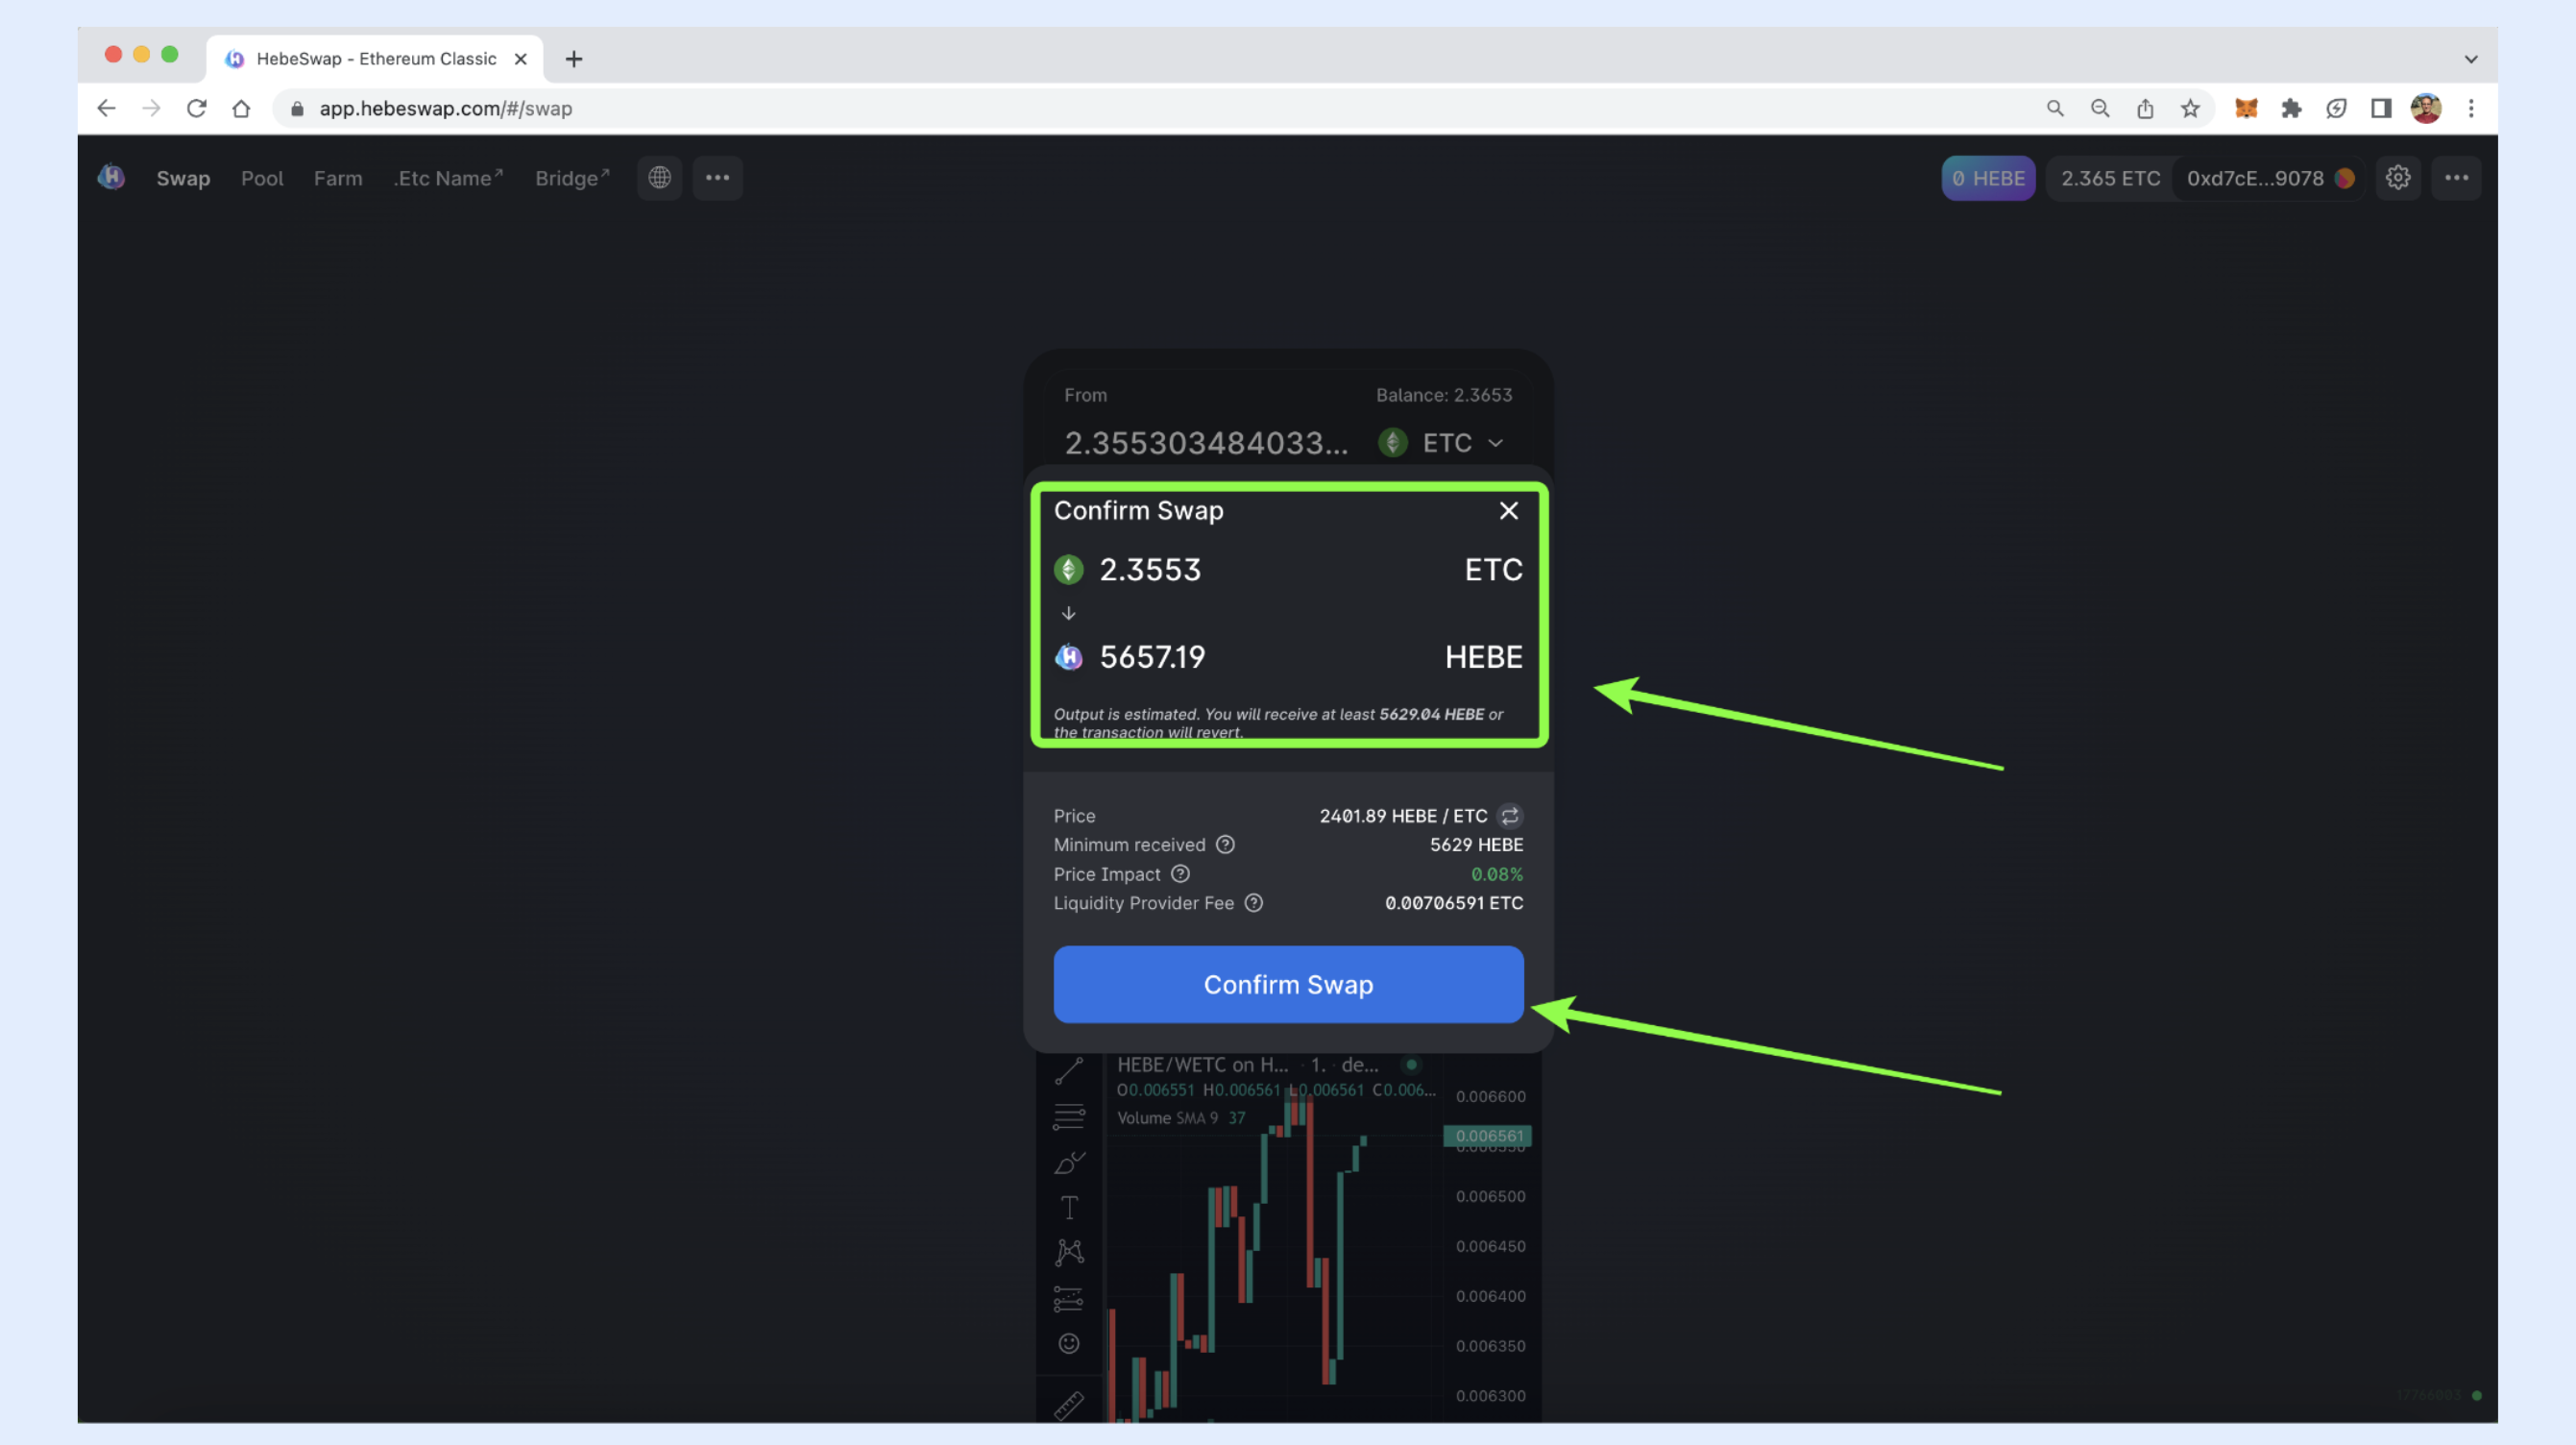 HebeSwap - Ethereum Classic
app.hebeswap.com/#/swap
Swap Pool Farm .Etc Name↗ Bridge↗
0 HEBE 2.365 ETC 0xd7cE...9078
From Balance: 2.3653
2.355303484033... ETC
Confirm Swap
2.3553 ETC
5657.19 HEBE
Output is estimated. You will receive at least 5629.04 HEBE or
the transaction will revert.
Price 2401.89 HEBE / ETC
Minimum received 5629 HEBE
Price Impact 0.08%
Liquidity Provider Fee 0.00706591 ETC
Confirm Swap
HEBE/WETC on H... · 1. · de...
O0.006551 H0.006561 L0.006561 C0.006...
0.006600
Volume SMA 9 37
0.006561
0.006550
0.006500
0.006450
0.006400
0.006350
0.006300
17766003